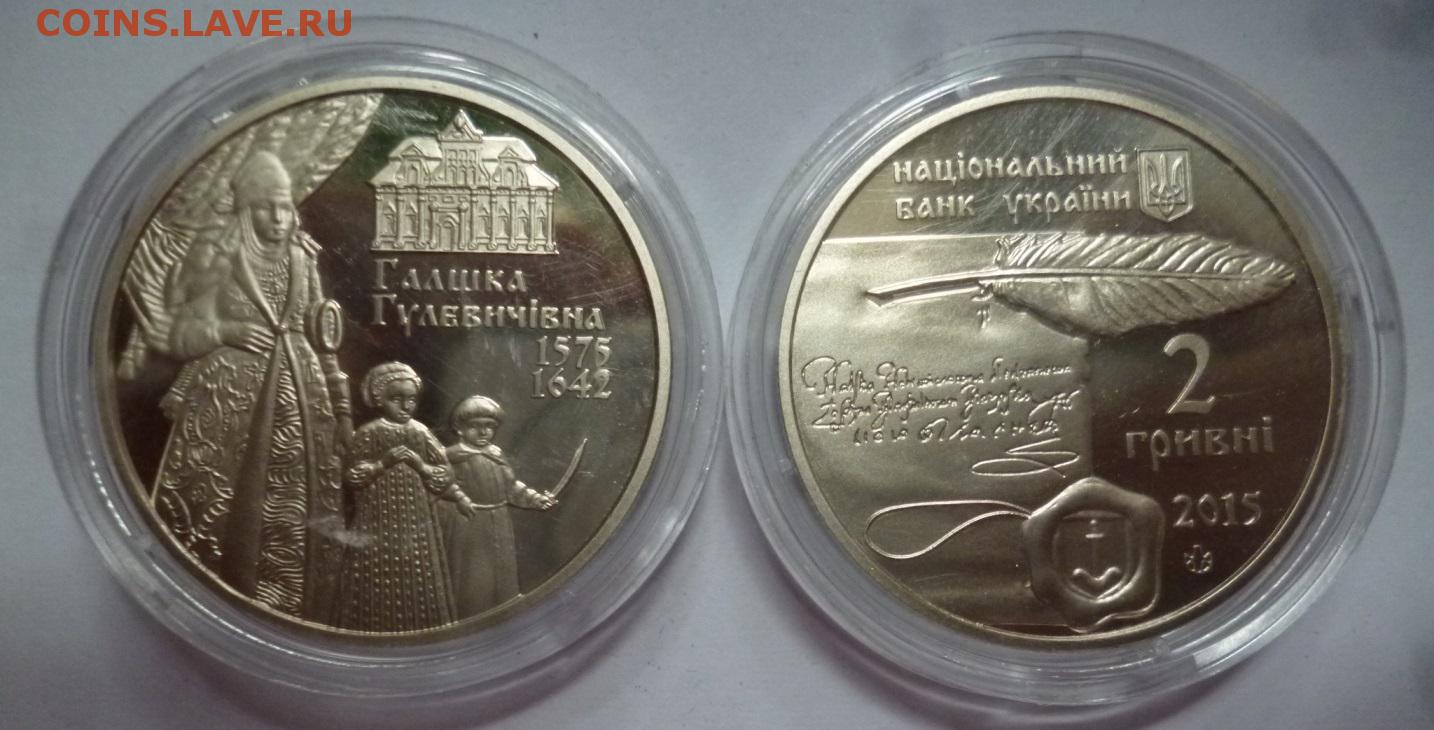 COINS.LAVE.RU
Галшка
Гулевичівна
1575
1642
національний
банк україни
2
гривні
2015